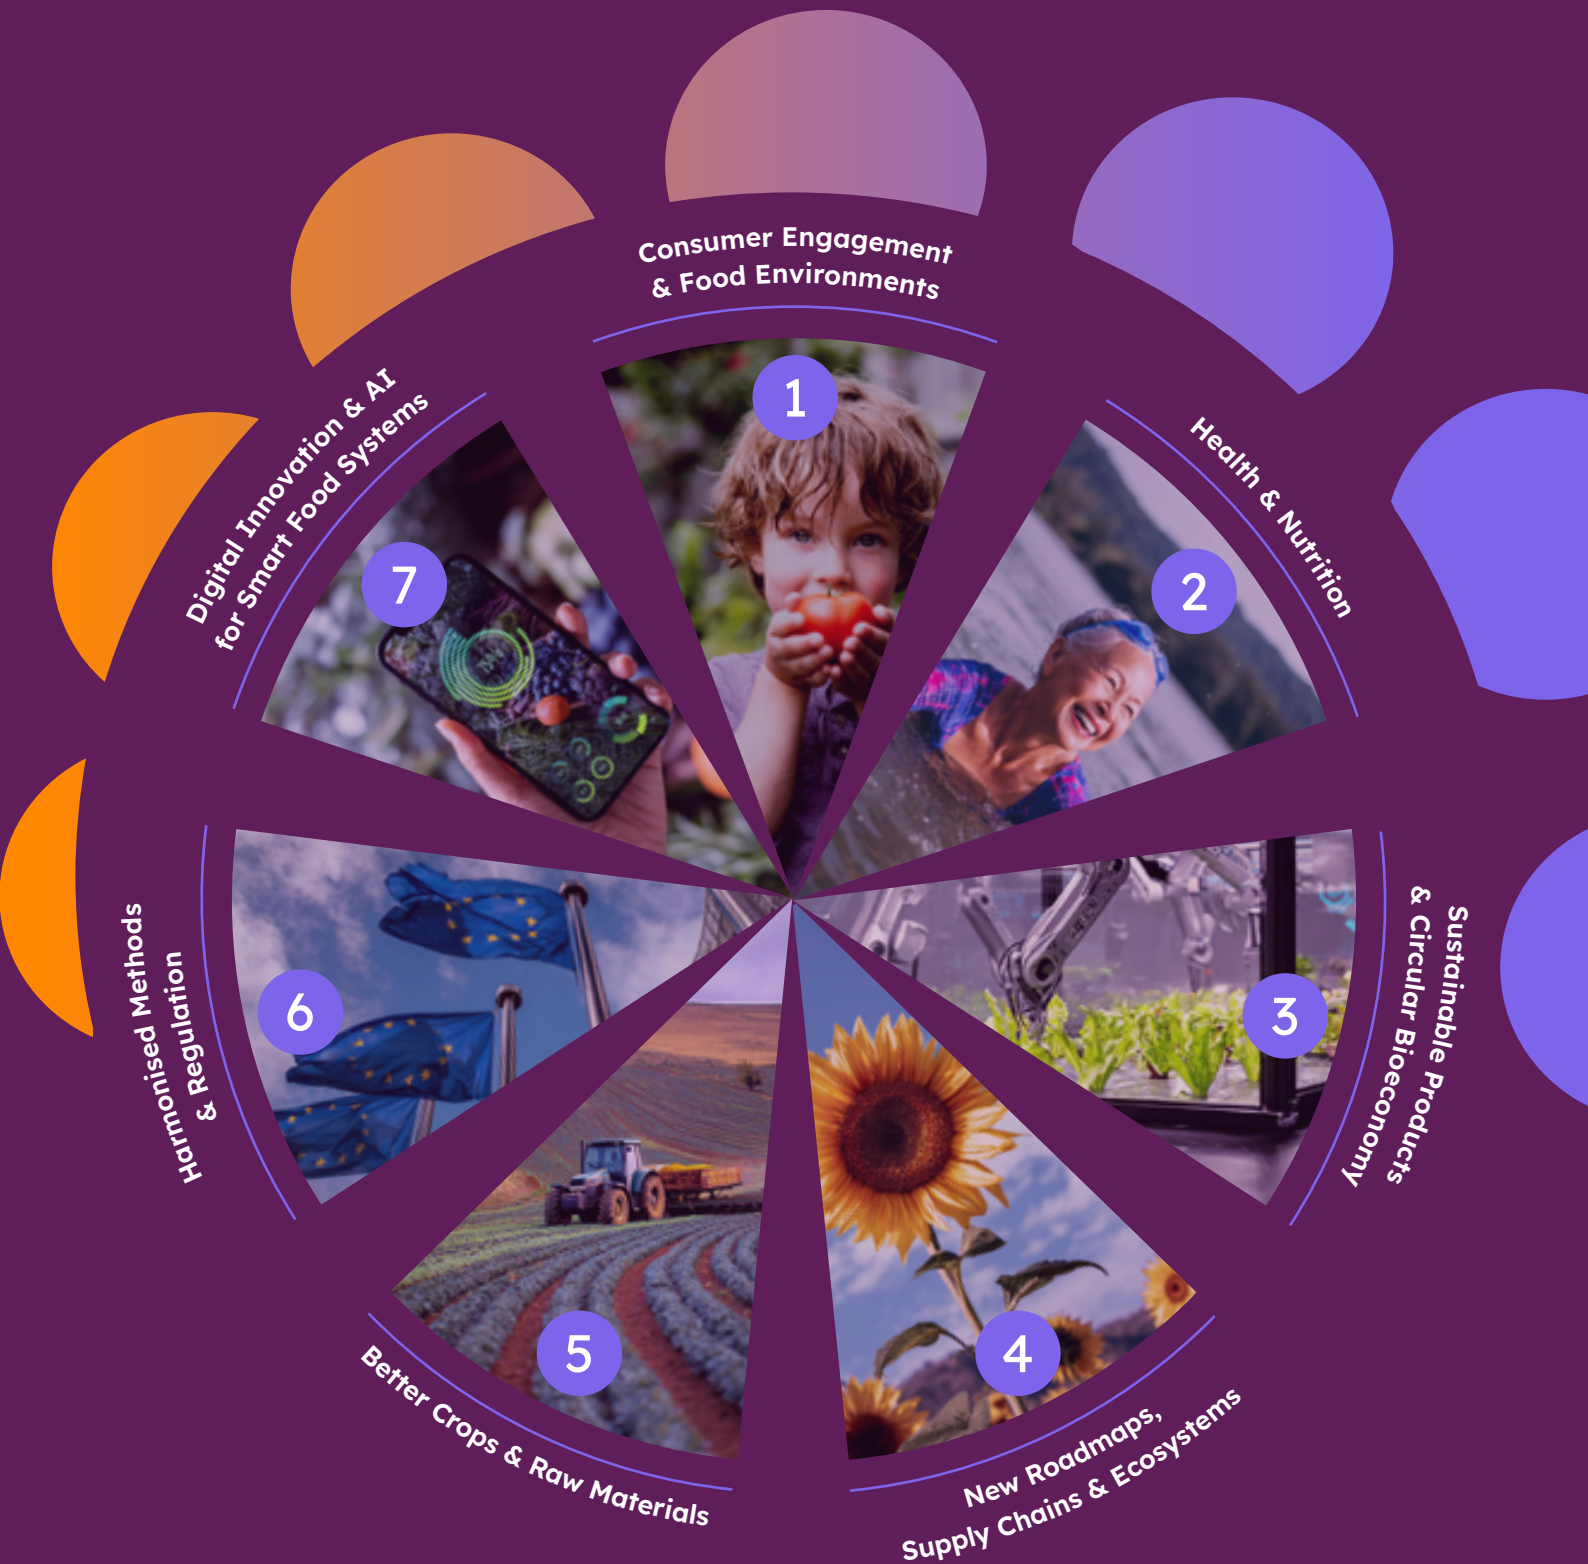 Consumer Engagement
& Food Environments
1
Health & Nutrition
2
Sustainable Products
& Circular Bioeconomy
3
New Roadmaps,
Supply Chains & Ecosystems
4
Better Crops & Raw Materials
5
Harmonised Methods
& Regulation
6
Digital Innovation & AI
for Smart Food Systems
7